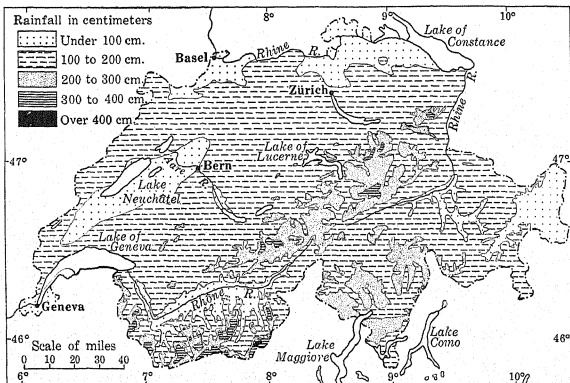 Rainfall in centimeters
Under 100 cm.
100 to 200 cm.
200 to 300 cm.
300 to 400 cm.
Over 400 cm.
8°
9°
10°
Lake of
Constance
Basel
Rhine R.
Zürich
Rhine R.
47°
47°
Lake of
Lucerne
Aare R.
Bern
Lake
Neuchâtel
Lake of
Geneva
Geneva
Rhône R.
46°
46°
Scale of miles
0 10 20 30 40
Lake
Maggiore
Lake
Como
6°
7°
8°
9°
10°